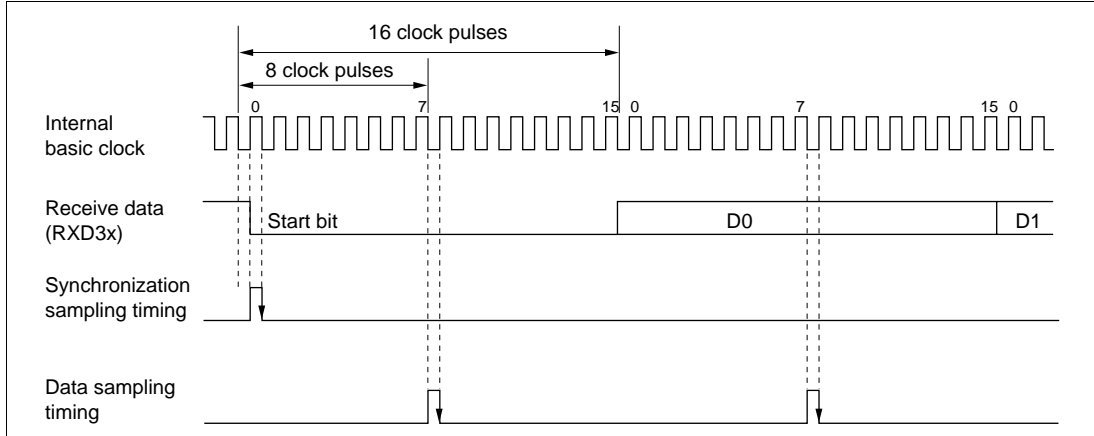 16 clock pulses
8 clock pulses
0 7 15 0 7 15 0
Internal
basic clock
Receive data
(RXD3x)
Start bit D0 D1
Synchronization
sampling timing
Data sampling
timing